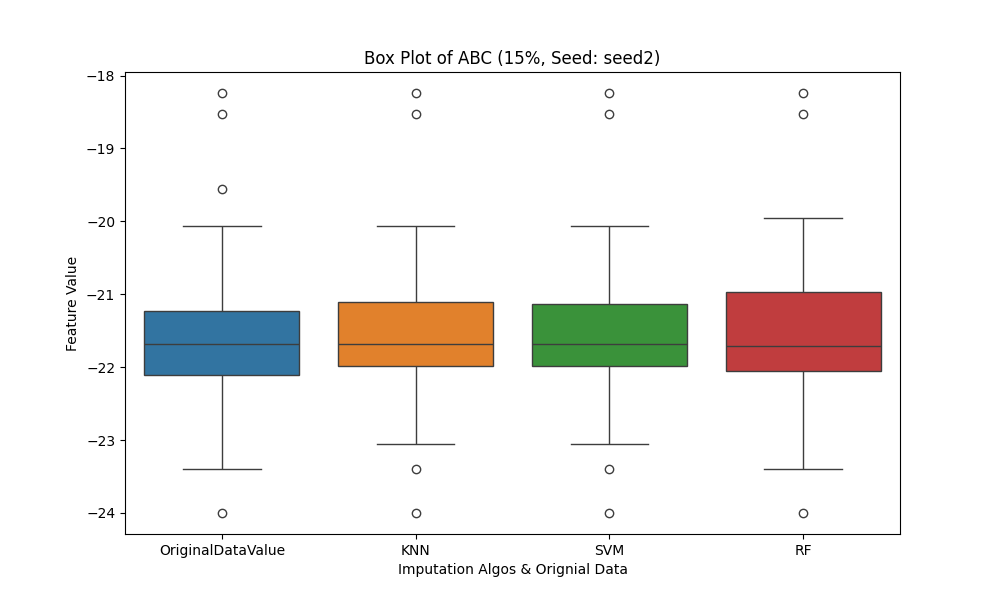 Box Plot of ABC (15%, Seed: seed2)
−18
−19
−20
−21
−22
−23
−24
Feature Value
OriginalDataValue KNN SVM RF
Imputation Algos & Orignial Data